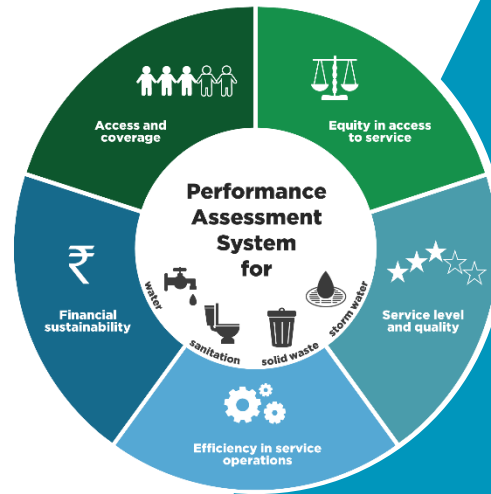 Access and
coverage
Equity in access
to service
Performance
Assessment
System
for
water
sanitation
solid waste
storm water
₹
Financial
sustainability
Service level
and quality
Efficiency in service
operations